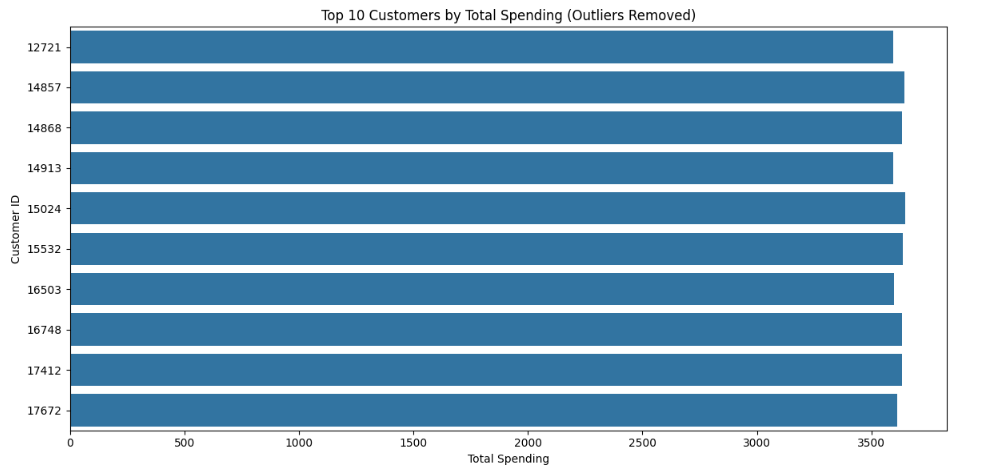 Top 10 Customers by Total Spending (Outliers Removed)
Customer ID
12721
14857
14868
14913
15024
15532
16503
16748
17412
17672
0 500 1000 1500 2000 2500 3000 3500
Total Spending